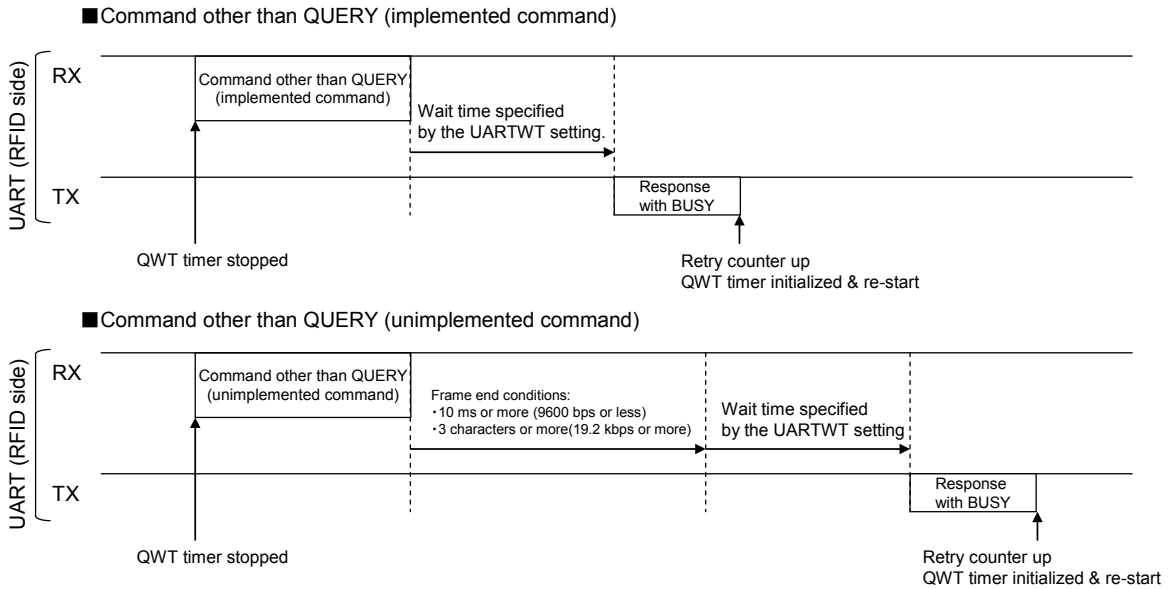 ■Command other than QUERY (implemented command)
UART (RFID side)
RX
Command other than QUERY
(implemented command)
Wait time specified
by the UARTWT setting.
TX
Response
with BUSY
QWT timer stopped
Retry counter up
QWT timer initialized & re-start
■Command other than QUERY (unimplemented command)
UART (RFID side)
RX
Command other than QUERY
(unimplemented command)
Frame end conditions:
・10 ms or more (9600 bps or less)
・3 characters or more(19.2 kbps or more)
Wait time specified
by the UARTWT setting
TX
Response
with BUSY
QWT timer stopped
Retry counter up
QWT timer initialized & re-start